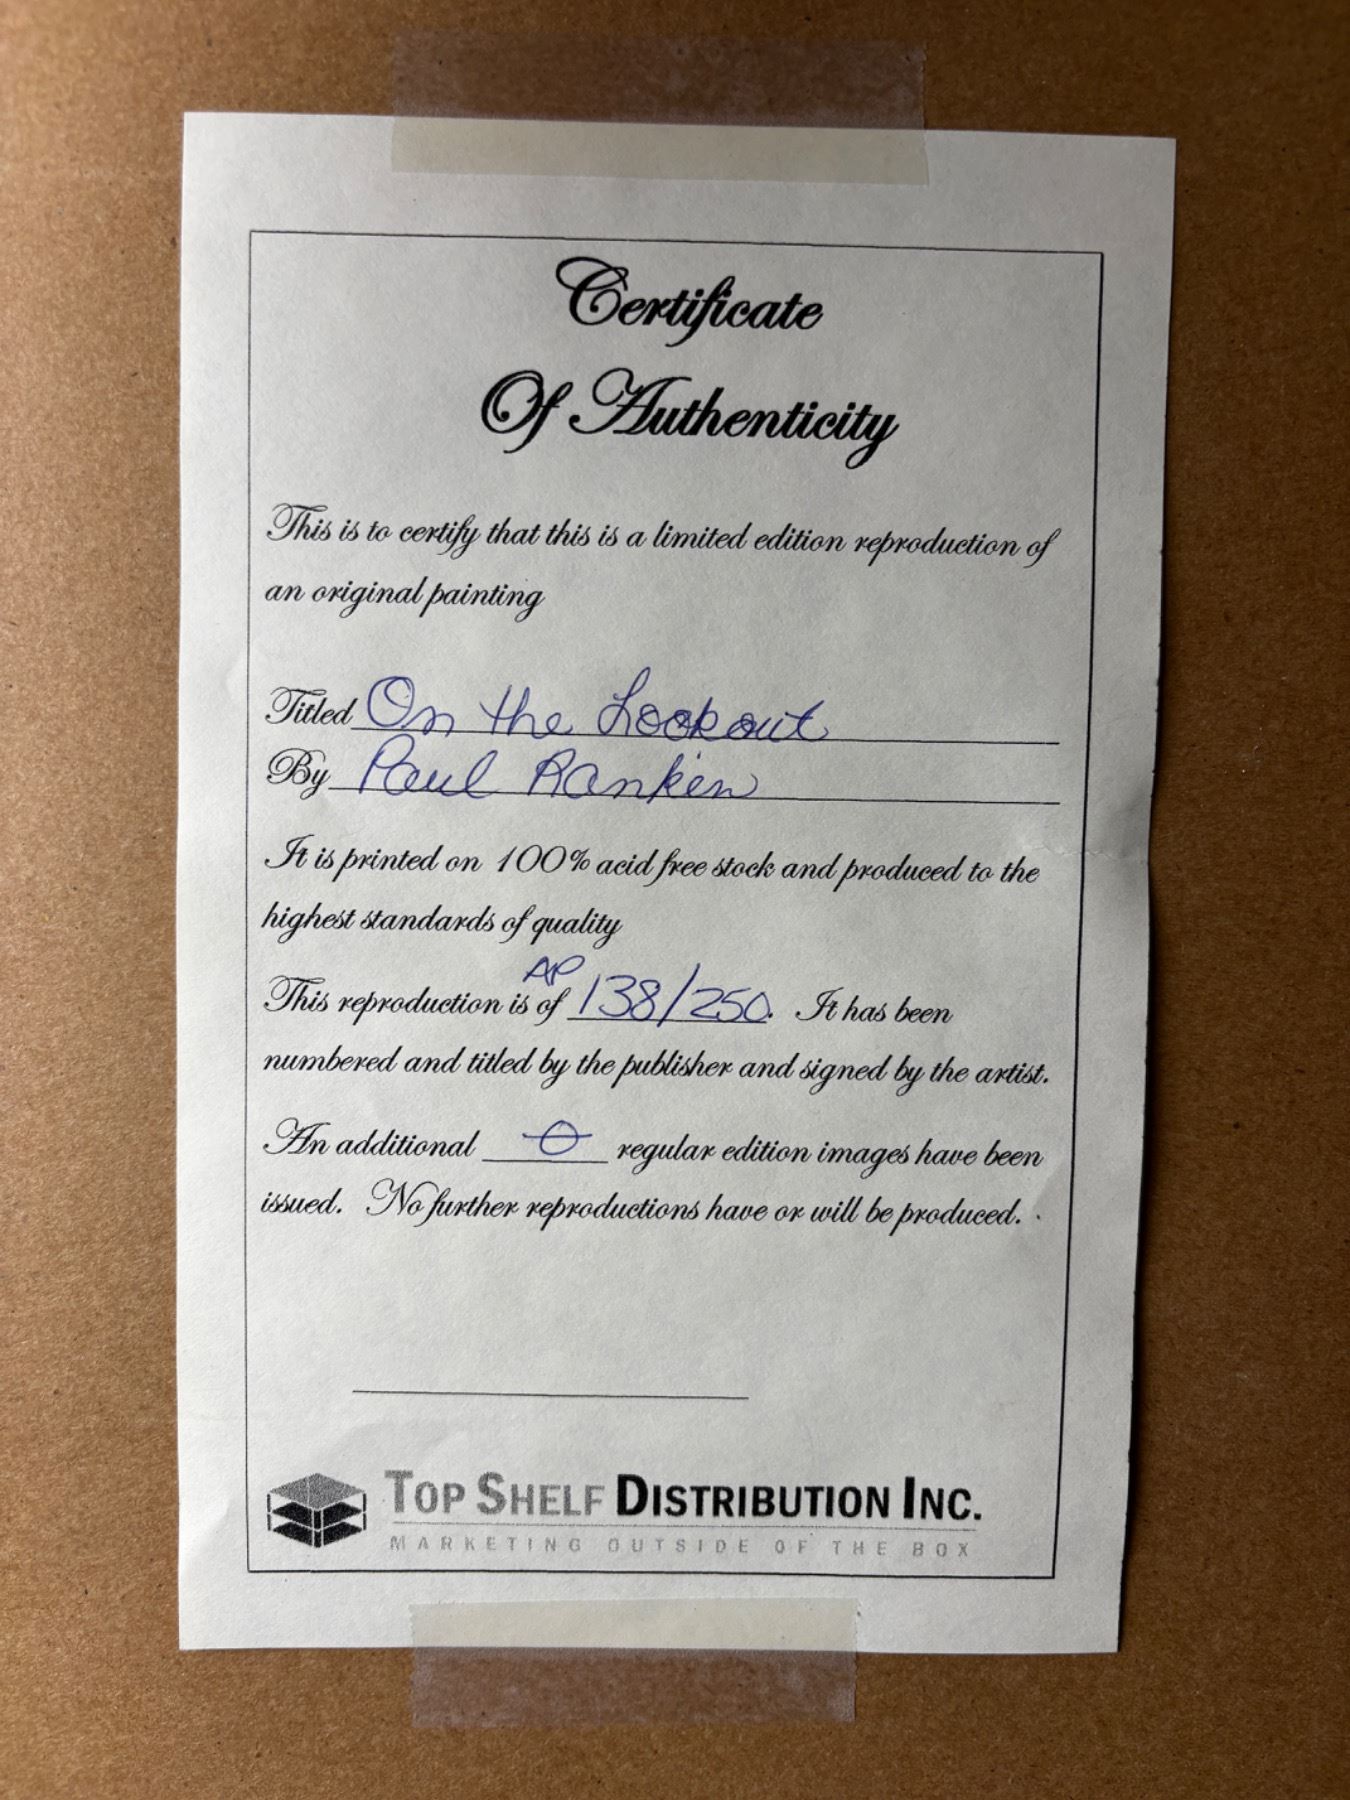 Certificate
Of Authenticity
This is to certify that this is a limited edition reproduction of
an original painting
Titled On the Lookout
By Paul Rankin
It is printed on 100% acid free stock and produced to the
highest standards of quality
AP
This reproduction is of 138/250. It has been
numbered and titled by the publisher and signed by the artist.
An additional 0 regular edition images have been
issued. No further reproductions have or will be produced.
TOP SHELF DISTRIBUTION INC.
MARKETING OUTSIDE OF THE BOX